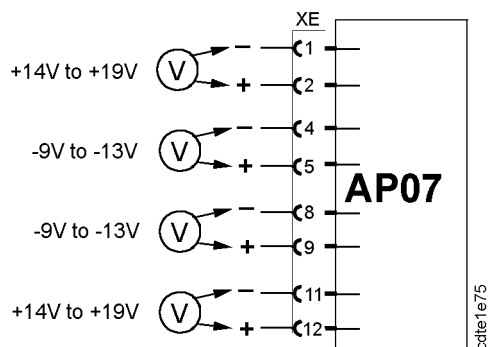 XE
+14V to +19V V − 1
+ 2
-9V to -13V V − 4
+ 5
AP07
-9V to -13V V − 8
+ 9
+14V to +19V V − 11
+ 12
cdte1e75